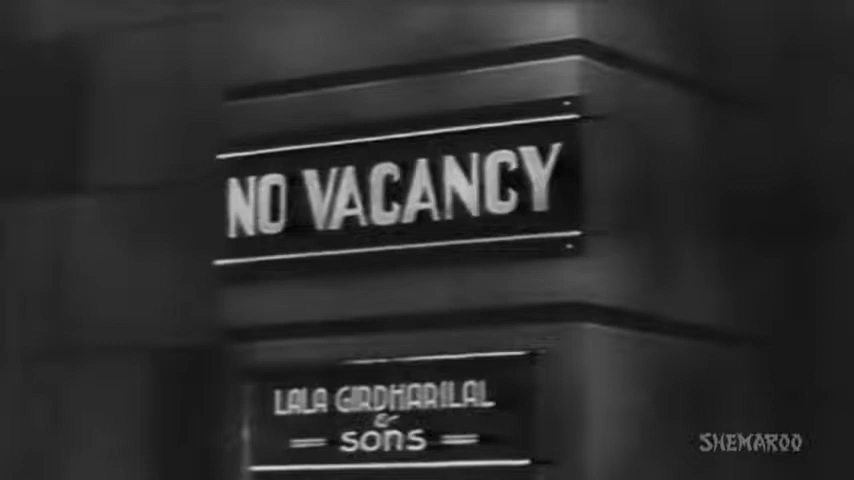 NO VACANCY
LALA GIRDHARILAL
&
SONS
SHEMAROO